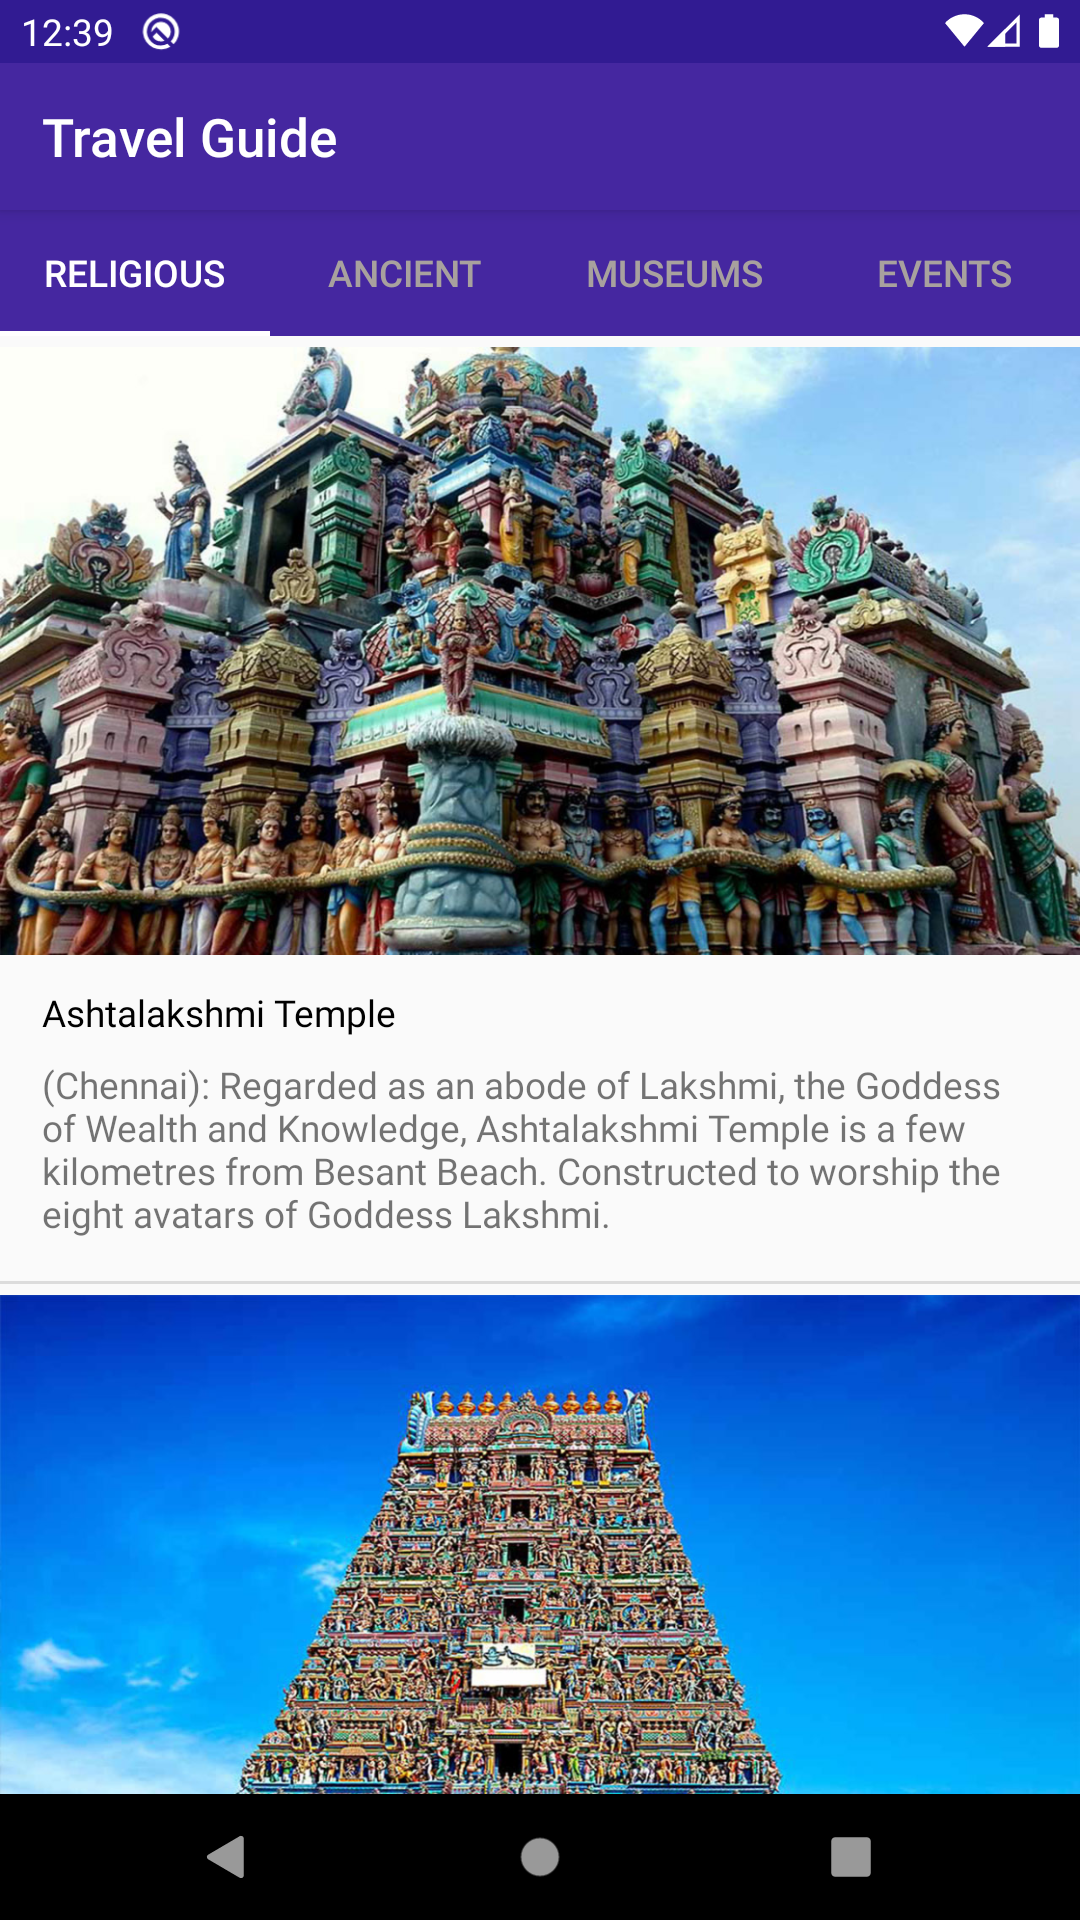 12:39
Travel Guide
RELIGIOUS ANCIENT MUSEUMS EVENTS
Ashtalakshmi Temple
(Chennai): Regarded as an abode of Lakshmi, the Goddess
of Wealth and Knowledge, Ashtalakshmi Temple is a few
kilometres from Besant Beach. Constructed to worship the
eight avatars of Goddess Lakshmi.